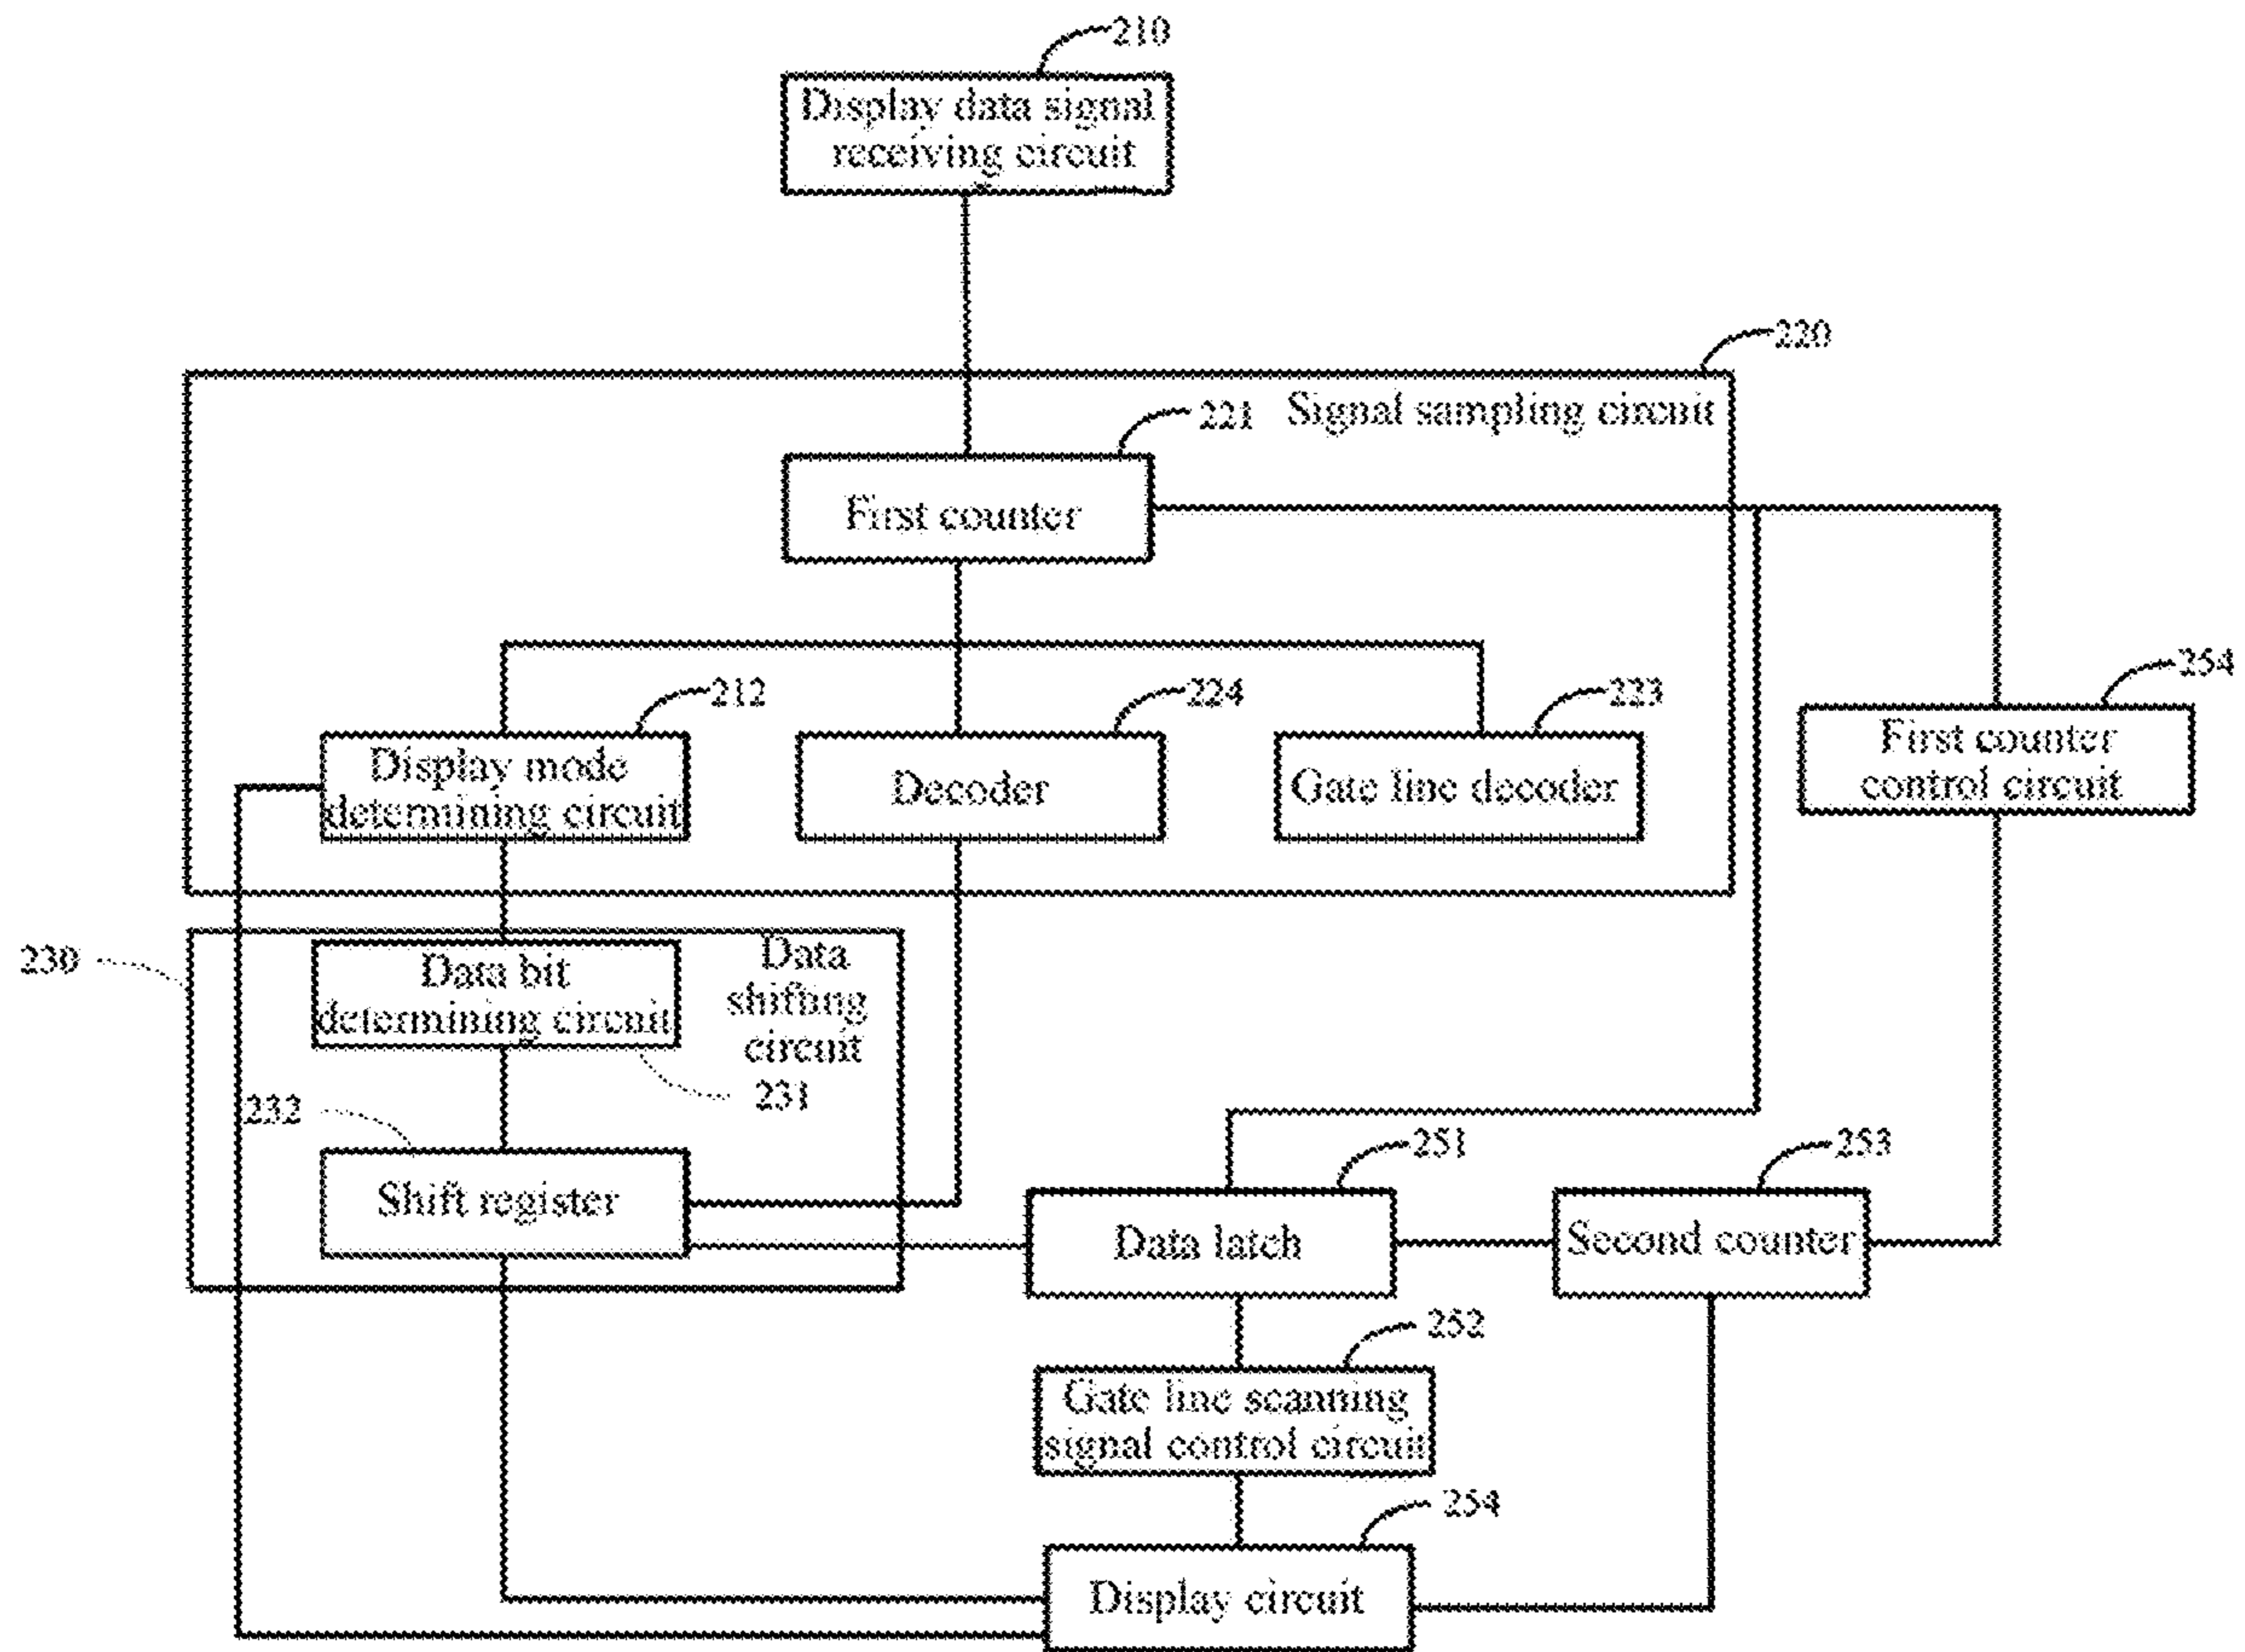 210
Display data signal
receiving circuit
220
221
Signal sampling circuit
First counter
254
212
224
223
Display mode
determining circuit
Decoder
Gate line decoder
First counter
control circuit
230
Data bit
determining circuit
Data
shifting
circuit
231
232
251
253
Shift register
Data latch
Second counter
252
Gate line scanning
signal control circuit
254
Display circuit